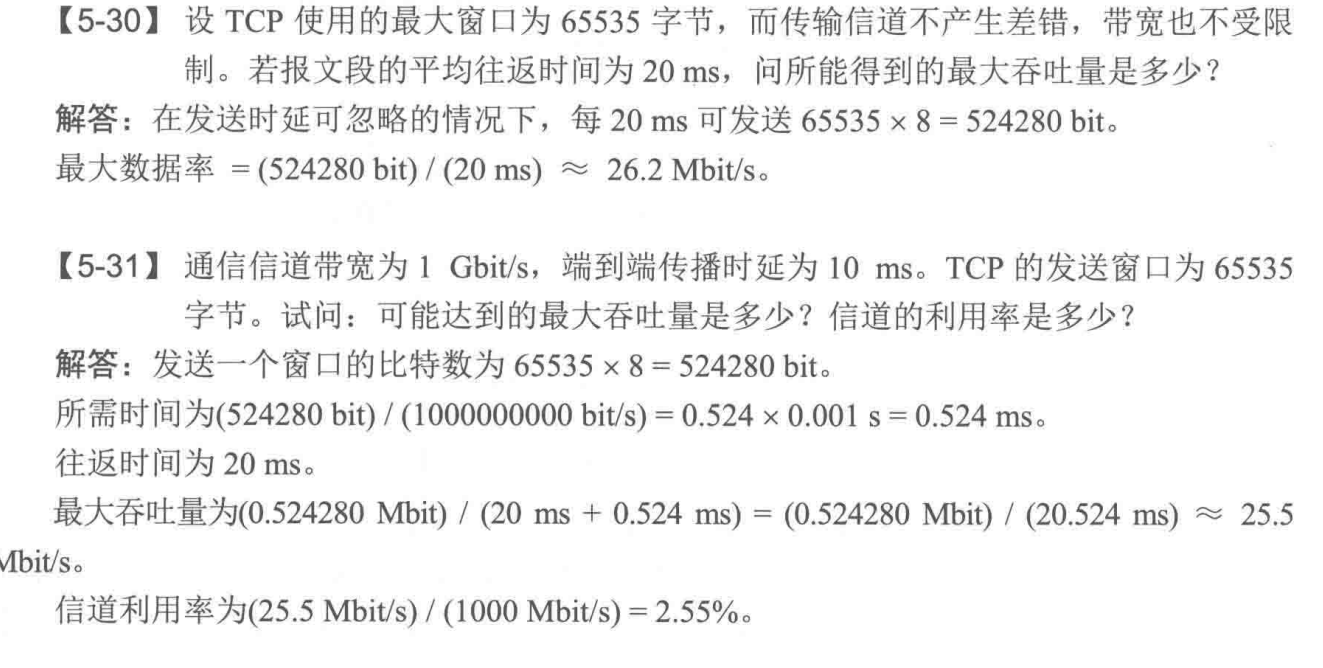 【5-30】 设 TCP 使用的最大窗口为 65535 字节，而传输信道不产生差错，带宽也不受限
制。若报文段的平均往返时间为 20 ms，问所能得到的最大吞吐量是多少？
解答：在发送时延可忽略的情况下，每 20 ms 可发送 65535 × 8 = 524280 bit。
最大数据率 = (524280 bit) / (20 ms) ≈ 26.2 Mbit/s。
【5-31】 通信信道带宽为 1 Gbit/s，端到端传播时延为 10 ms。TCP 的发送窗口为 65535
字节。试问：可能达到的最大吞吐量是多少？信道的利用率是多少？
解答：发送一个窗口的比特数为 65535 × 8 = 524280 bit。
所需时间为(524280 bit) / (1000000000 bit/s) = 0.524 × 0.001 s = 0.524 ms。
往返时间为 20 ms。
最大吞吐量为(0.524280 Mbit) / (20 ms + 0.524 ms) = (0.524280 Mbit) / (20.524 ms) ≈ 25.5
Mbit/s。
信道利用率为(25.5 Mbit/s) / (1000 Mbit/s) = 2.55%。